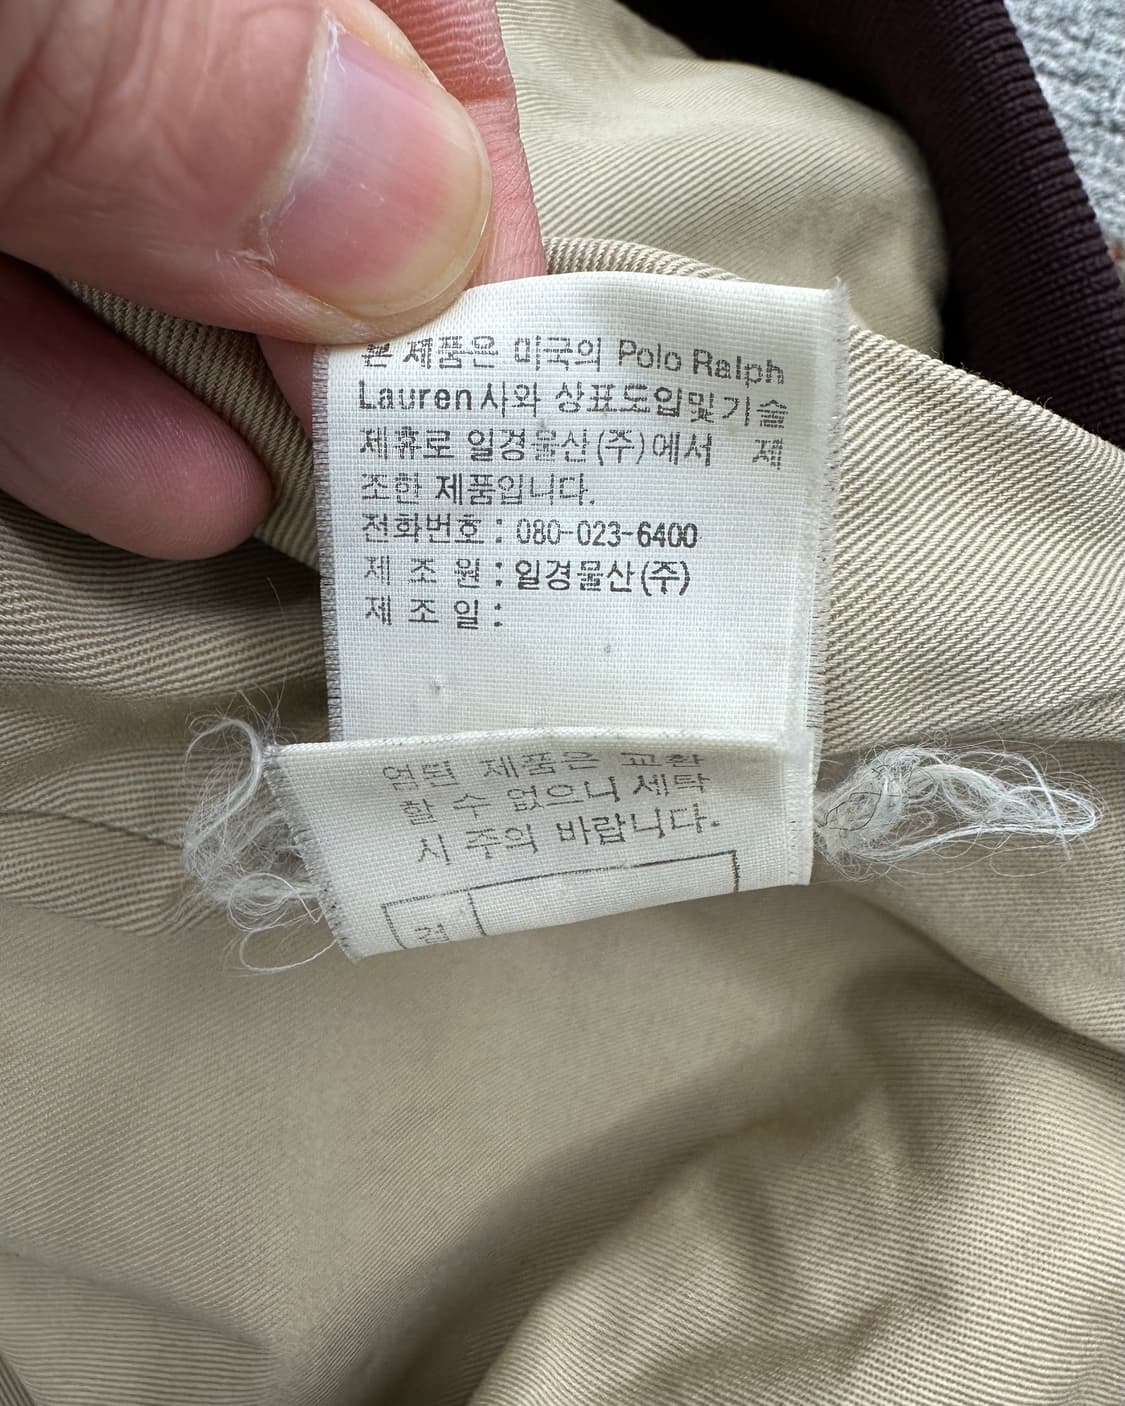 본 제품은 미국의 Polo Ralph
Lauren사와 상표도입및기술
제휴로 일경물산(주)에서 제
조한 제품입니다.
전화번호 : 080-023-6400
제 조 원 : 일경물산(주)
제 조 일 :
염된 제품은 교환
할 수 없으니 세탁
시 주의 바랍니다.
검